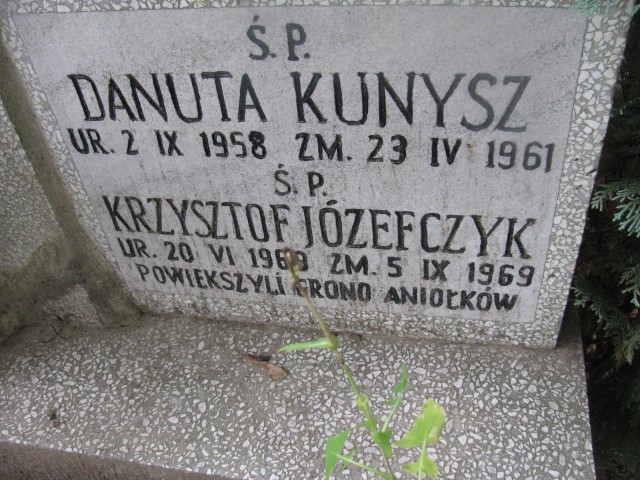 Ś.P.
DANUTA KUNYSZ
UR. 2 IX 1958 ZM. 23 IV 1961
Ś.P.
KRZYSZTOF JÓZEFCZYK
UR. 20 VI 1969 ZM. 5 IX 1969
POWIEKSZYLI GRONO ANIOŁKÓW